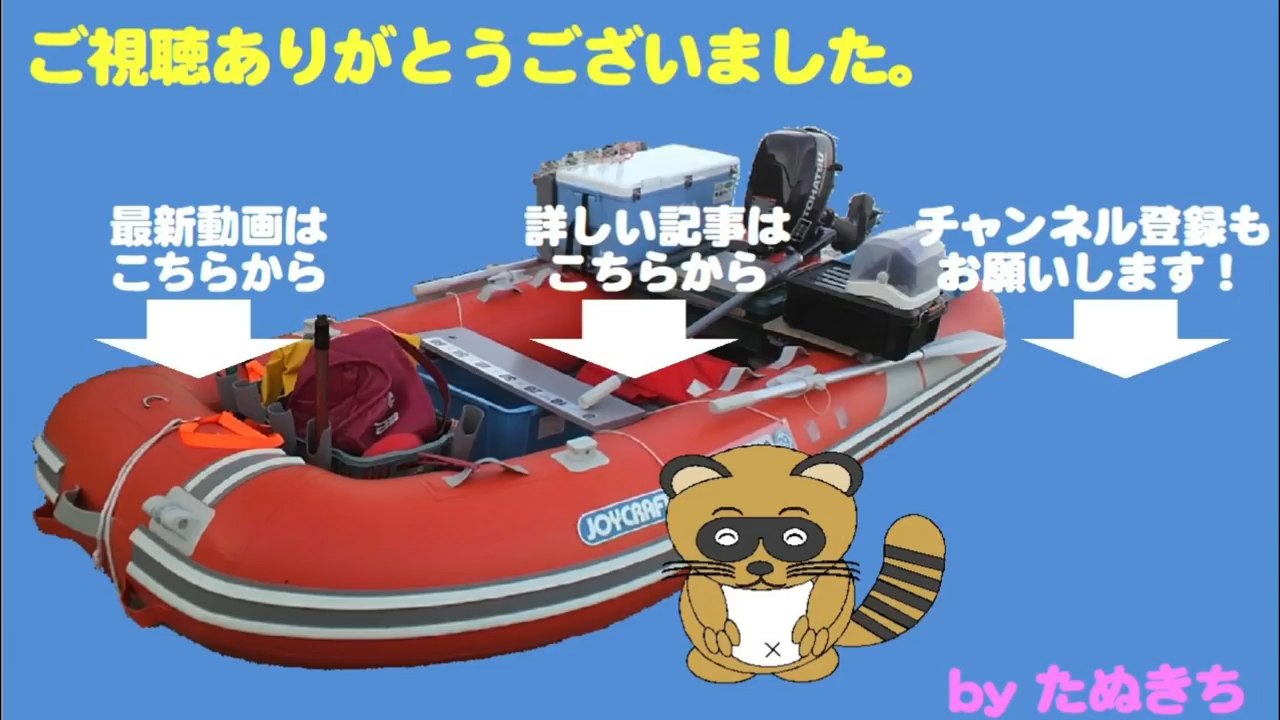 ご視聴ありがとうございました。
最新動画は
こちらから
詳しい記事は
こちらから
チャンネル登録も
お願いします！
TOHATSU
JOYCRAF
by たぬきち